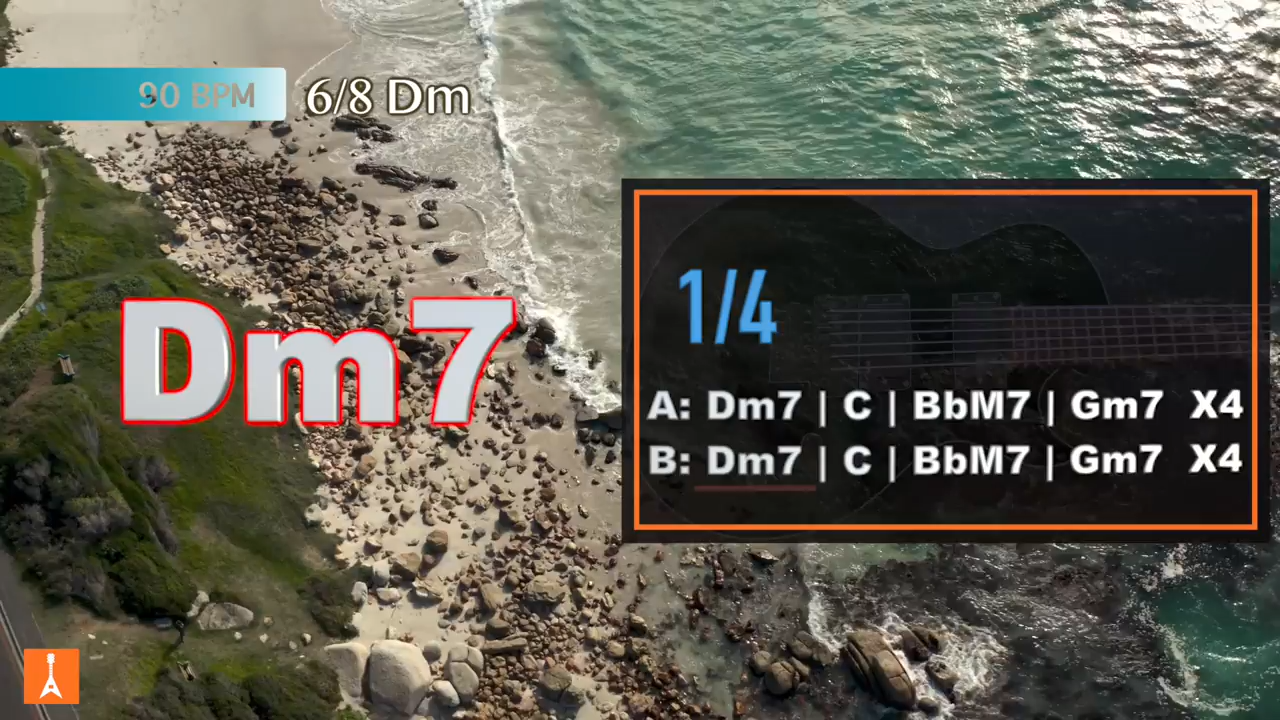 90 BPM
6/8 Dm
Dm7
1/4
A: Dm7 | C | BbM7 | Gm7 X4
B: Dm7 | C | BbM7 | Gm7 X4